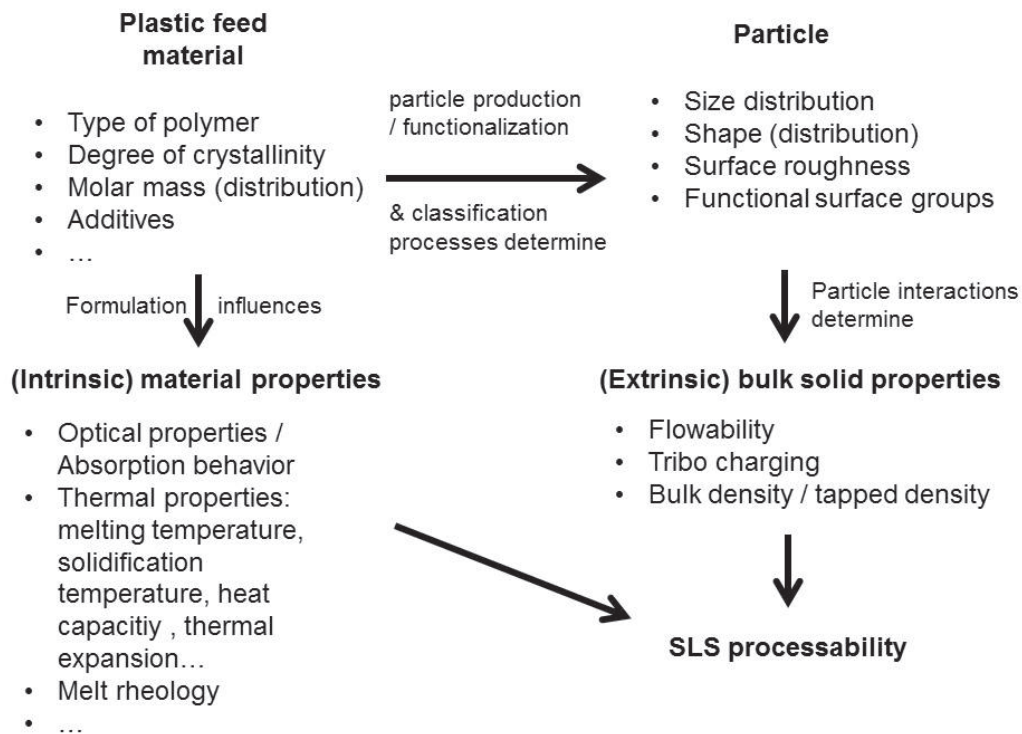 Plastic feed
material
• Type of polymer
• Degree of crystallinity
• Molar mass (distribution)
• Additives
• …
particle production
/ functionalization
& classification
processes determine
Particle
• Size distribution
• Shape (distribution)
• Surface roughness
• Functional surface groups
Formulation influences
Particle interactions
determine
(Intrinsic) material properties
• Optical properties /
Absorption behavior
• Thermal properties:
melting temperature,
solidification
temperature, heat
capacitiy , thermal
expansion…
• Melt rheology
• …
(Extrinsic) bulk solid properties
• Flowability
• Tribo charging
• Bulk density / tapped density
SLS processability